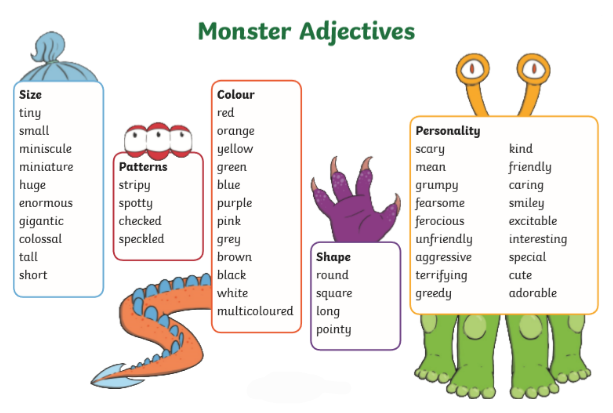 Monster Adjectives
Size
tiny
small
miniscule
miniature
huge
enormous
gigantic
colossal
tall
short
Patterns
stripy
spotty
checked
speckled
Colour
red
orange
yellow
green
blue
purple
pink
grey
brown
black
white
multicoloured
Shape
round
square
long
pointy
Personality
scary
mean
grumpy
fearsome
ferocious
unfriendly
aggressive
terrifying
greedy
kind
friendly
caring
smiley
excitable
interesting
special
cute
adorable